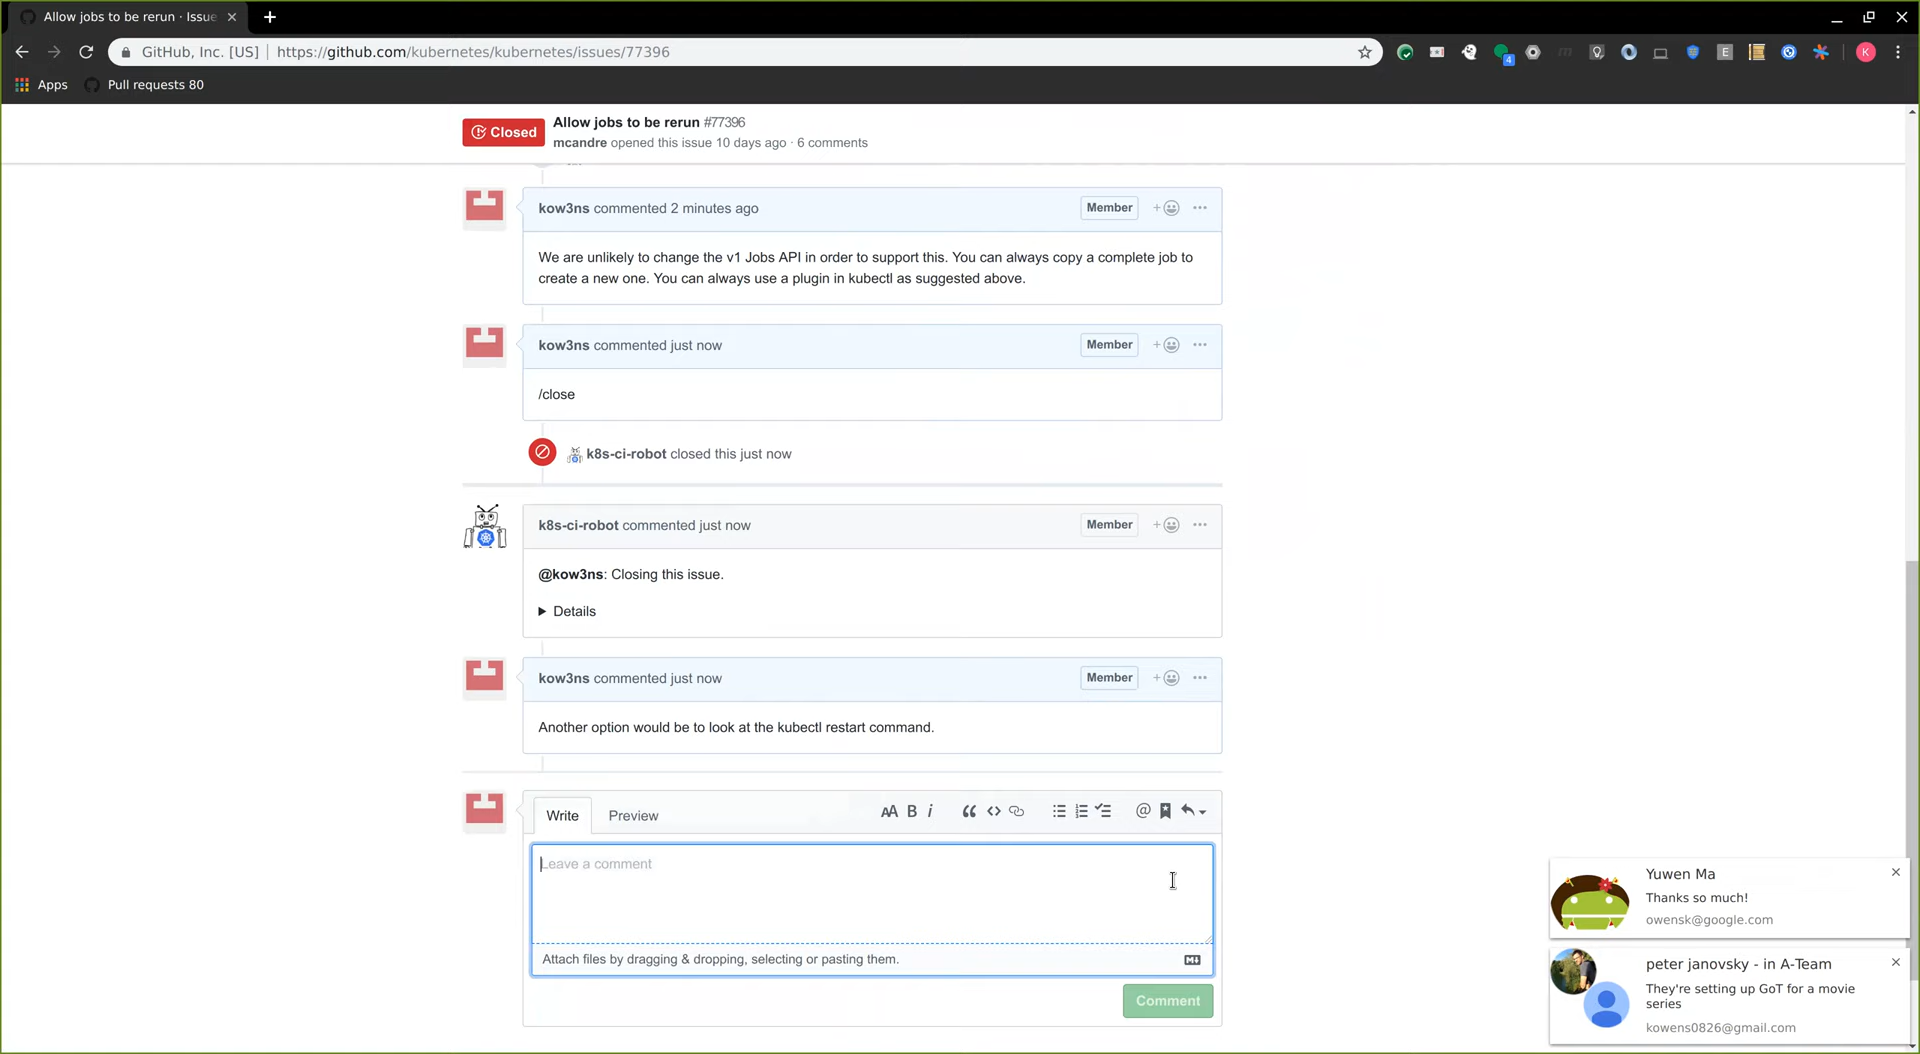 Allow jobs to be rerun · Issue
GitHub, Inc. [US] | https://github.com/kubernetes/kubernetes/issues/77396
4
E
K
Apps
Pull requests 80
Closed
Allow jobs to be rerun #77396
mcandre opened this issue 10 days ago · 6 comments
kow3ns commented 2 minutes ago
Member
We are unlikely to change the v1 Jobs API in order to support this. You can always copy a complete job to
create a new one. You can always use a plugin in kubectl as suggested above.
kow3ns commented just now
Member
/close
k8s-ci-robot closed this just now
k8s-ci-robot commented just now
Member
@kow3ns: Closing this issue.
Details
kow3ns commented just now
Member
Another option would be to look at the kubectl restart command.
Write
Preview
AA B i
Leave a comment
Attach files by dragging & dropping, selecting or pasting them.
Comment
Yuwen Ma
Thanks so much!
owensk@google.com
peter janovsky - in A-Team
They're setting up GoT for a movie
series
kowens0826@gmail.com